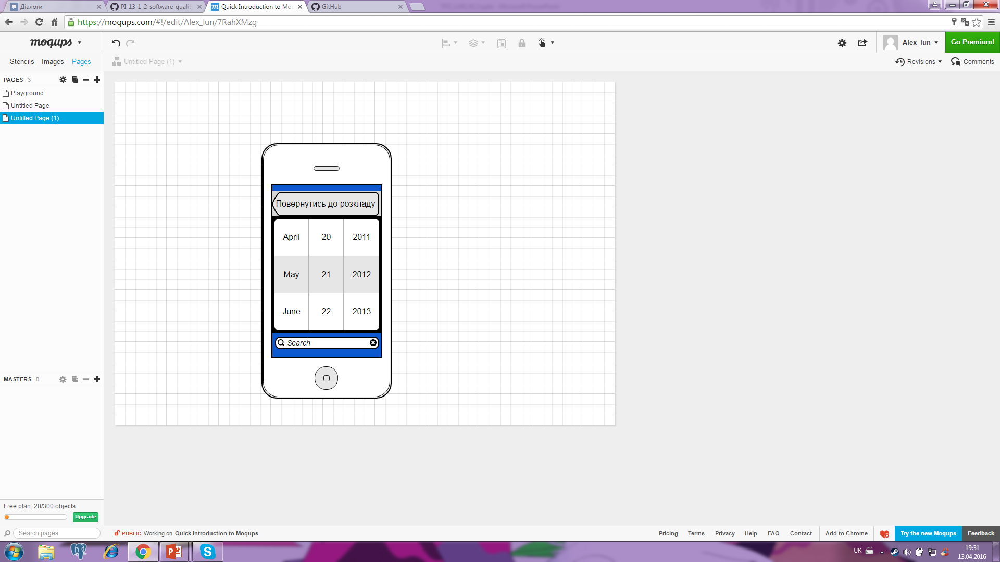 Діалоги
PI-13-1-2-software-quality
Quick Introduction to Moq
GitHub
https://moqups.com/#!/edit/Alex_lun/7RahXMzg
moqups
Alex_lun
Go Premium!
Stencils Images Pages
Untitled Page (1)
Revisions
Comments
PAGES 3
Playground
Untitled Page
Untitled Page (1)
Повернутись до розкладу
April 20 2011
May 21 2012
June 22 2013
Search
MASTERS 0
Free plan: 20/300 objects
Upgrade
Search pages
PUBLIC Working on Quick Introduction to Moqups
Pricing Terms Privacy Help FAQ Contact Add to Chrome Try the new Moqups Feedback
UK
19:31
13.04.2016